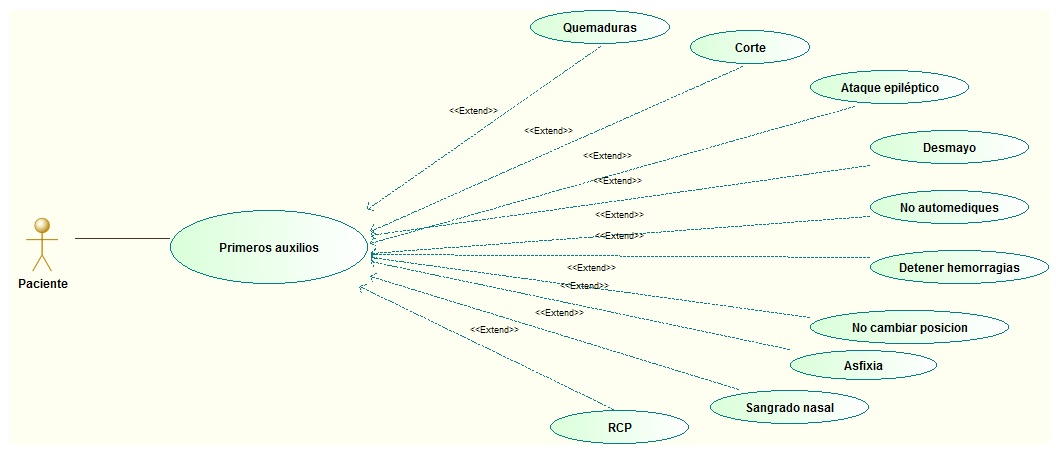 Quemaduras
Corte
Ataque epiléptico
<<Extend>>
<<Extend>>
Desmayo
<<Extend>>
<<Extend>>
No automediques
<<Extend>>
<<Extend>>
Primeros auxilios
Detener hemorragias
<<Extend>>
Paciente
<<Extend>>
<<Extend>>
No cambiar posicion
<<Extend>>
Asfixia
Sangrado nasal
RCP